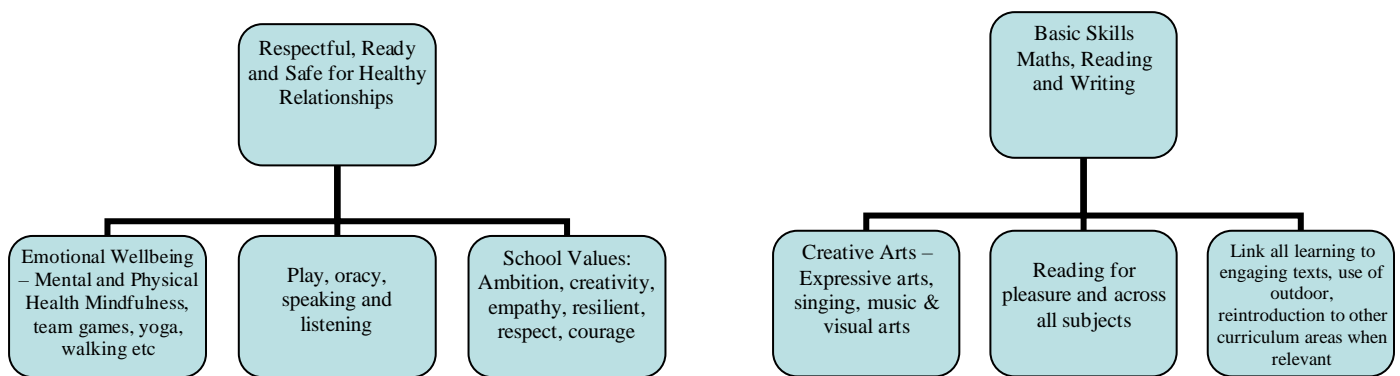 Respectful, Ready
and Safe for Healthy
Relationships
Basic Skills
Maths, Reading
and Writing
Emotional Wellbeing
– Mental and Physical
Health Mindfulness,
team games, yoga,
walking etc
Play, oracy,
speaking and
listening
School Values:
Ambition, creativity,
empathy, resilient,
respect, courage
Creative Arts –
Expressive arts,
singing, music &
visual arts
Reading for
pleasure and across
all subjects
Link all learning to
engaging texts, use of
outdoor,
reintroduction to other
curriculum areas when
relevant